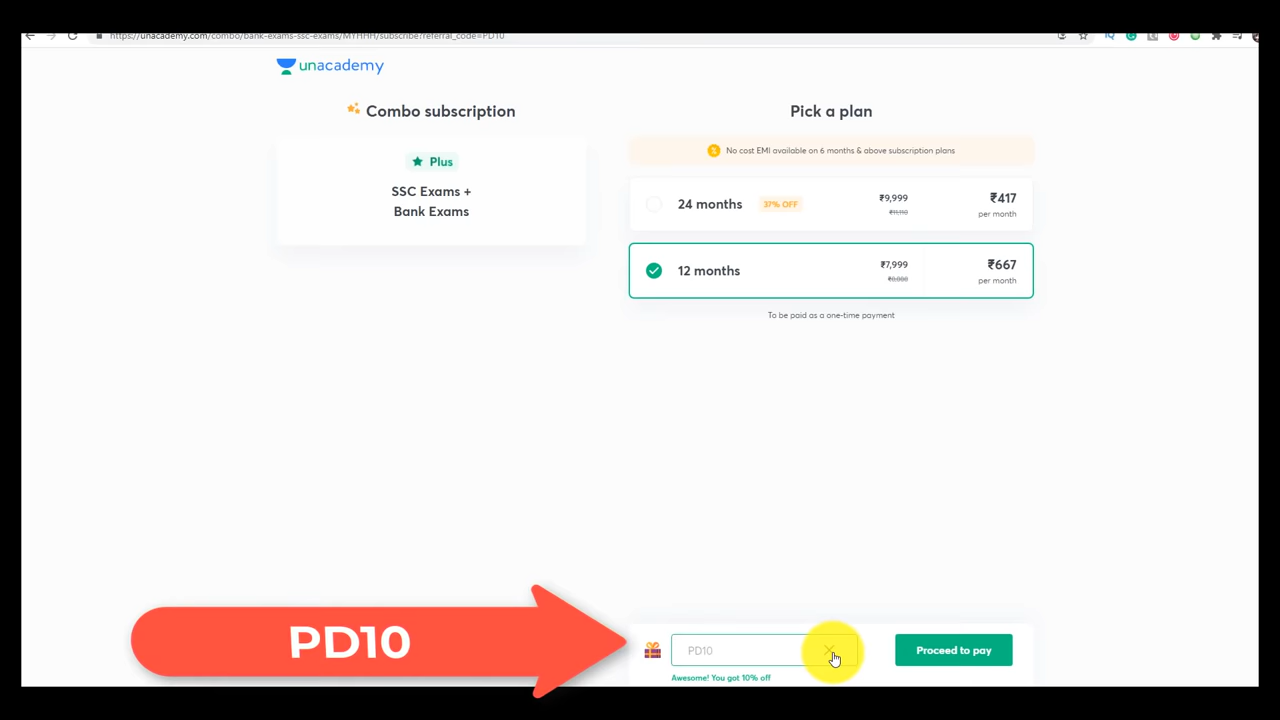 https://unacademy.com/combo/bank-exams-ssc-exams/MYHHH/subscribe?referral_code=PD10
unacademy
Combo subscription
Plus
SSC Exams +
Bank Exams
Pick a plan
No cost EMI available on 6 months & above subscription plans
24 months 37% OFF ₹9,999 ₹417
₹11,110 per month
12 months ₹7,999 ₹667
per month
To be paid as a one-time payment
PD10
PD10
Proceed to pay
Awesome! You got 10% off